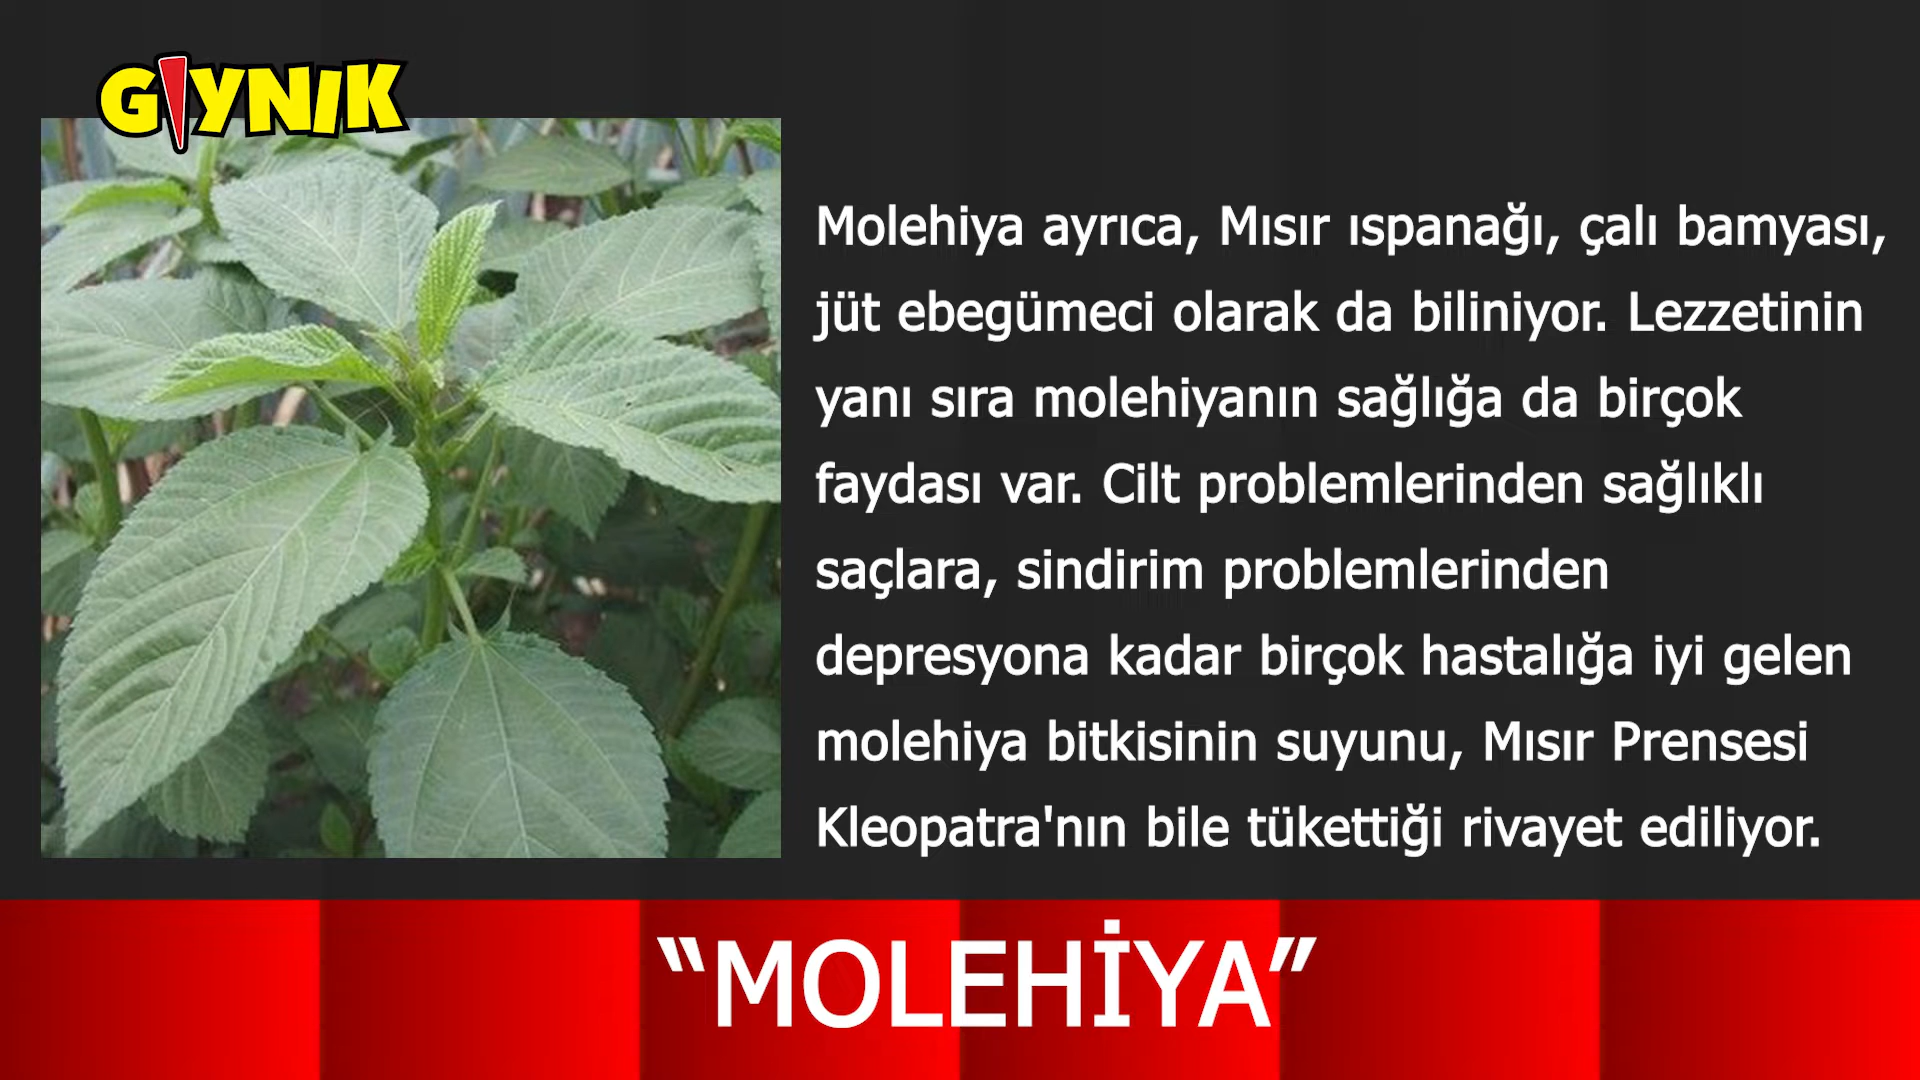 GIYNIK
Molehiya ayrıca, Mısır ıspanağı, çalı bamyası,
jüt ebegümeci olarak da biliniyor. Lezzetinin
yanı sıra molehiyanın sağlığa da birçok
faydası var. Cilt problemlerinden sağlıklı
saçlara, sindirim problemlerinden
depresyona kadar birçok hastalığa iyi gelen
molehiya bitkisinin suyunu, Mısır Prensesi
Kleopatra'nın bile tükettiği rivayet ediliyor.
“MOLEHİYA”